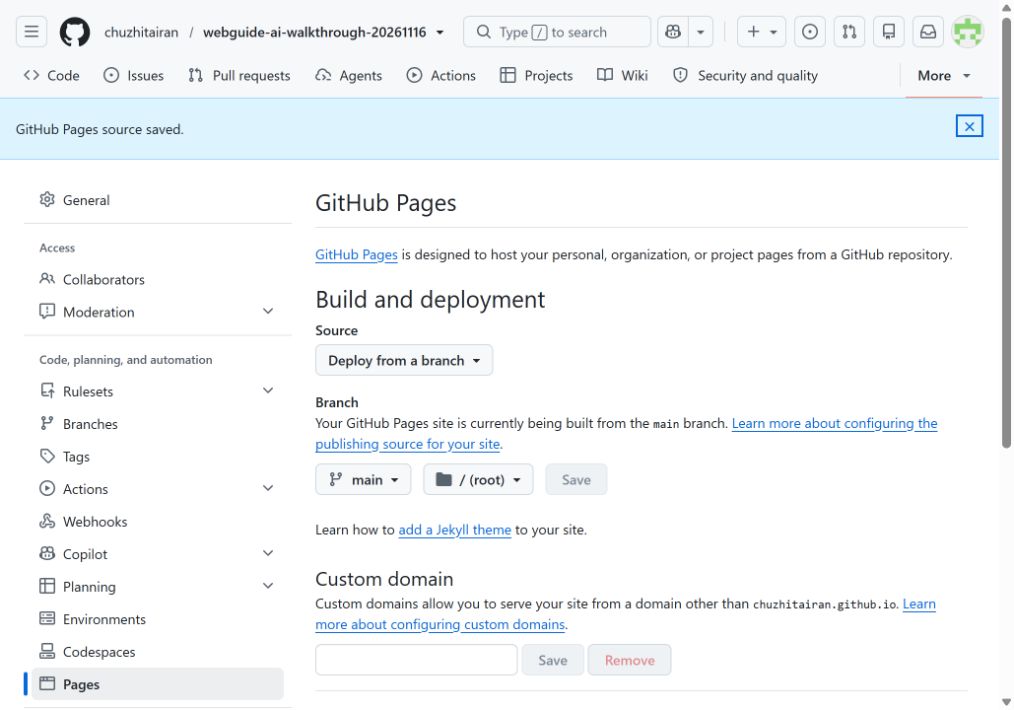 chuzhitairan / webguide-ai-walkthrough-20261116
Type / to search
Code Issues Pull requests Agents Actions Projects Wiki Security and quality More
GitHub Pages source saved.
General
Access
Collaborators
Moderation
Code, planning, and automation
Rulesets
Branches
Tags
Actions
Webhooks
Copilot
Planning
Environments
Codespaces
Pages
GitHub Pages
GitHub Pages is designed to host your personal, organization, or project pages from a GitHub repository.
Build and deployment
Source
Deploy from a branch
Branch
Your GitHub Pages site is currently being built from the main branch. Learn more about configuring the
publishing source for your site.
main / (root) Save
Learn how to add a Jekyll theme to your site.
Custom domain
Custom domains allow you to serve your site from a domain other than chuzhitairan.github.io. Learn
more about configuring custom domains.
Save Remove